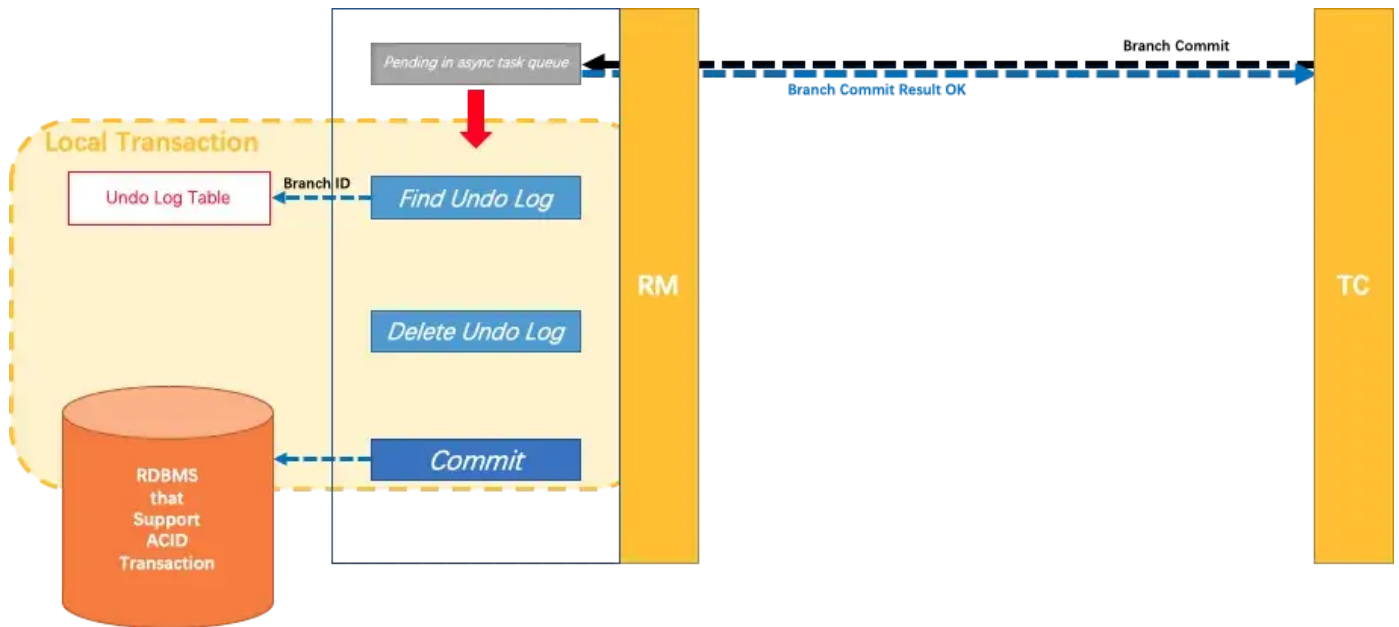 Branch Commit
Pending in async task queue
Branch Commit Result OK
Local Transaction
Undo Log Table
Branch ID
Find Undo Log
RM
TC
Delete Undo Log
Commit
RDBMS
that
Support
ACID
Transaction